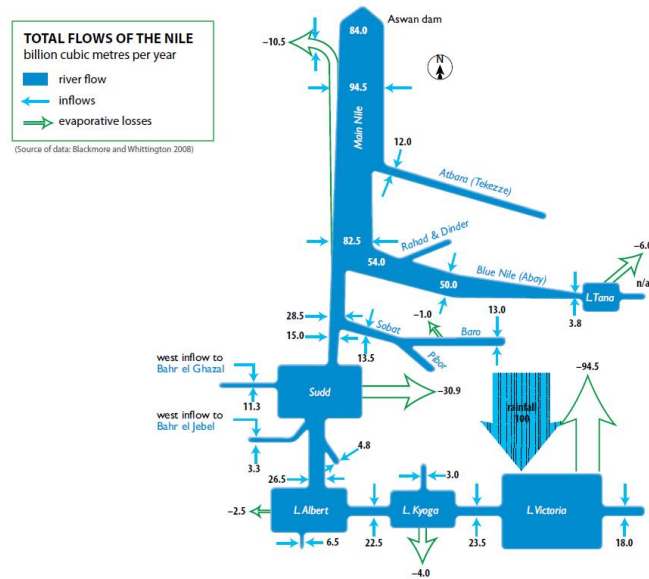 TOTAL FLOWS OF THE NILE
billion cubic metres per year
river flow
inflows
evaporative losses
(Source of data: Blackmore and Whittington 2008)
Aswan dam
84.0
–10.5
N
94.5
Main Nile
12.0
Atbara (Tekezze)
82.5
Rahad & Dinder
54.0
Blue Nile (Abay)
50.0
–6.0
n/a
L.Tana
3.8
28.5
15.0
Sobat
–1.0
Baro
13.0
13.5
Pibor
west inflow to
Bahr el Ghazal
11.3
Sudd
–30.9
west inflow to
Bahr el Jebel
3.3
4.8
rainfall
100
–94.5
26.5
–2.5
L. Albert
6.5
22.5
3.0
L. Kyoga
–4.0
23.5
L. Victoria
18.0